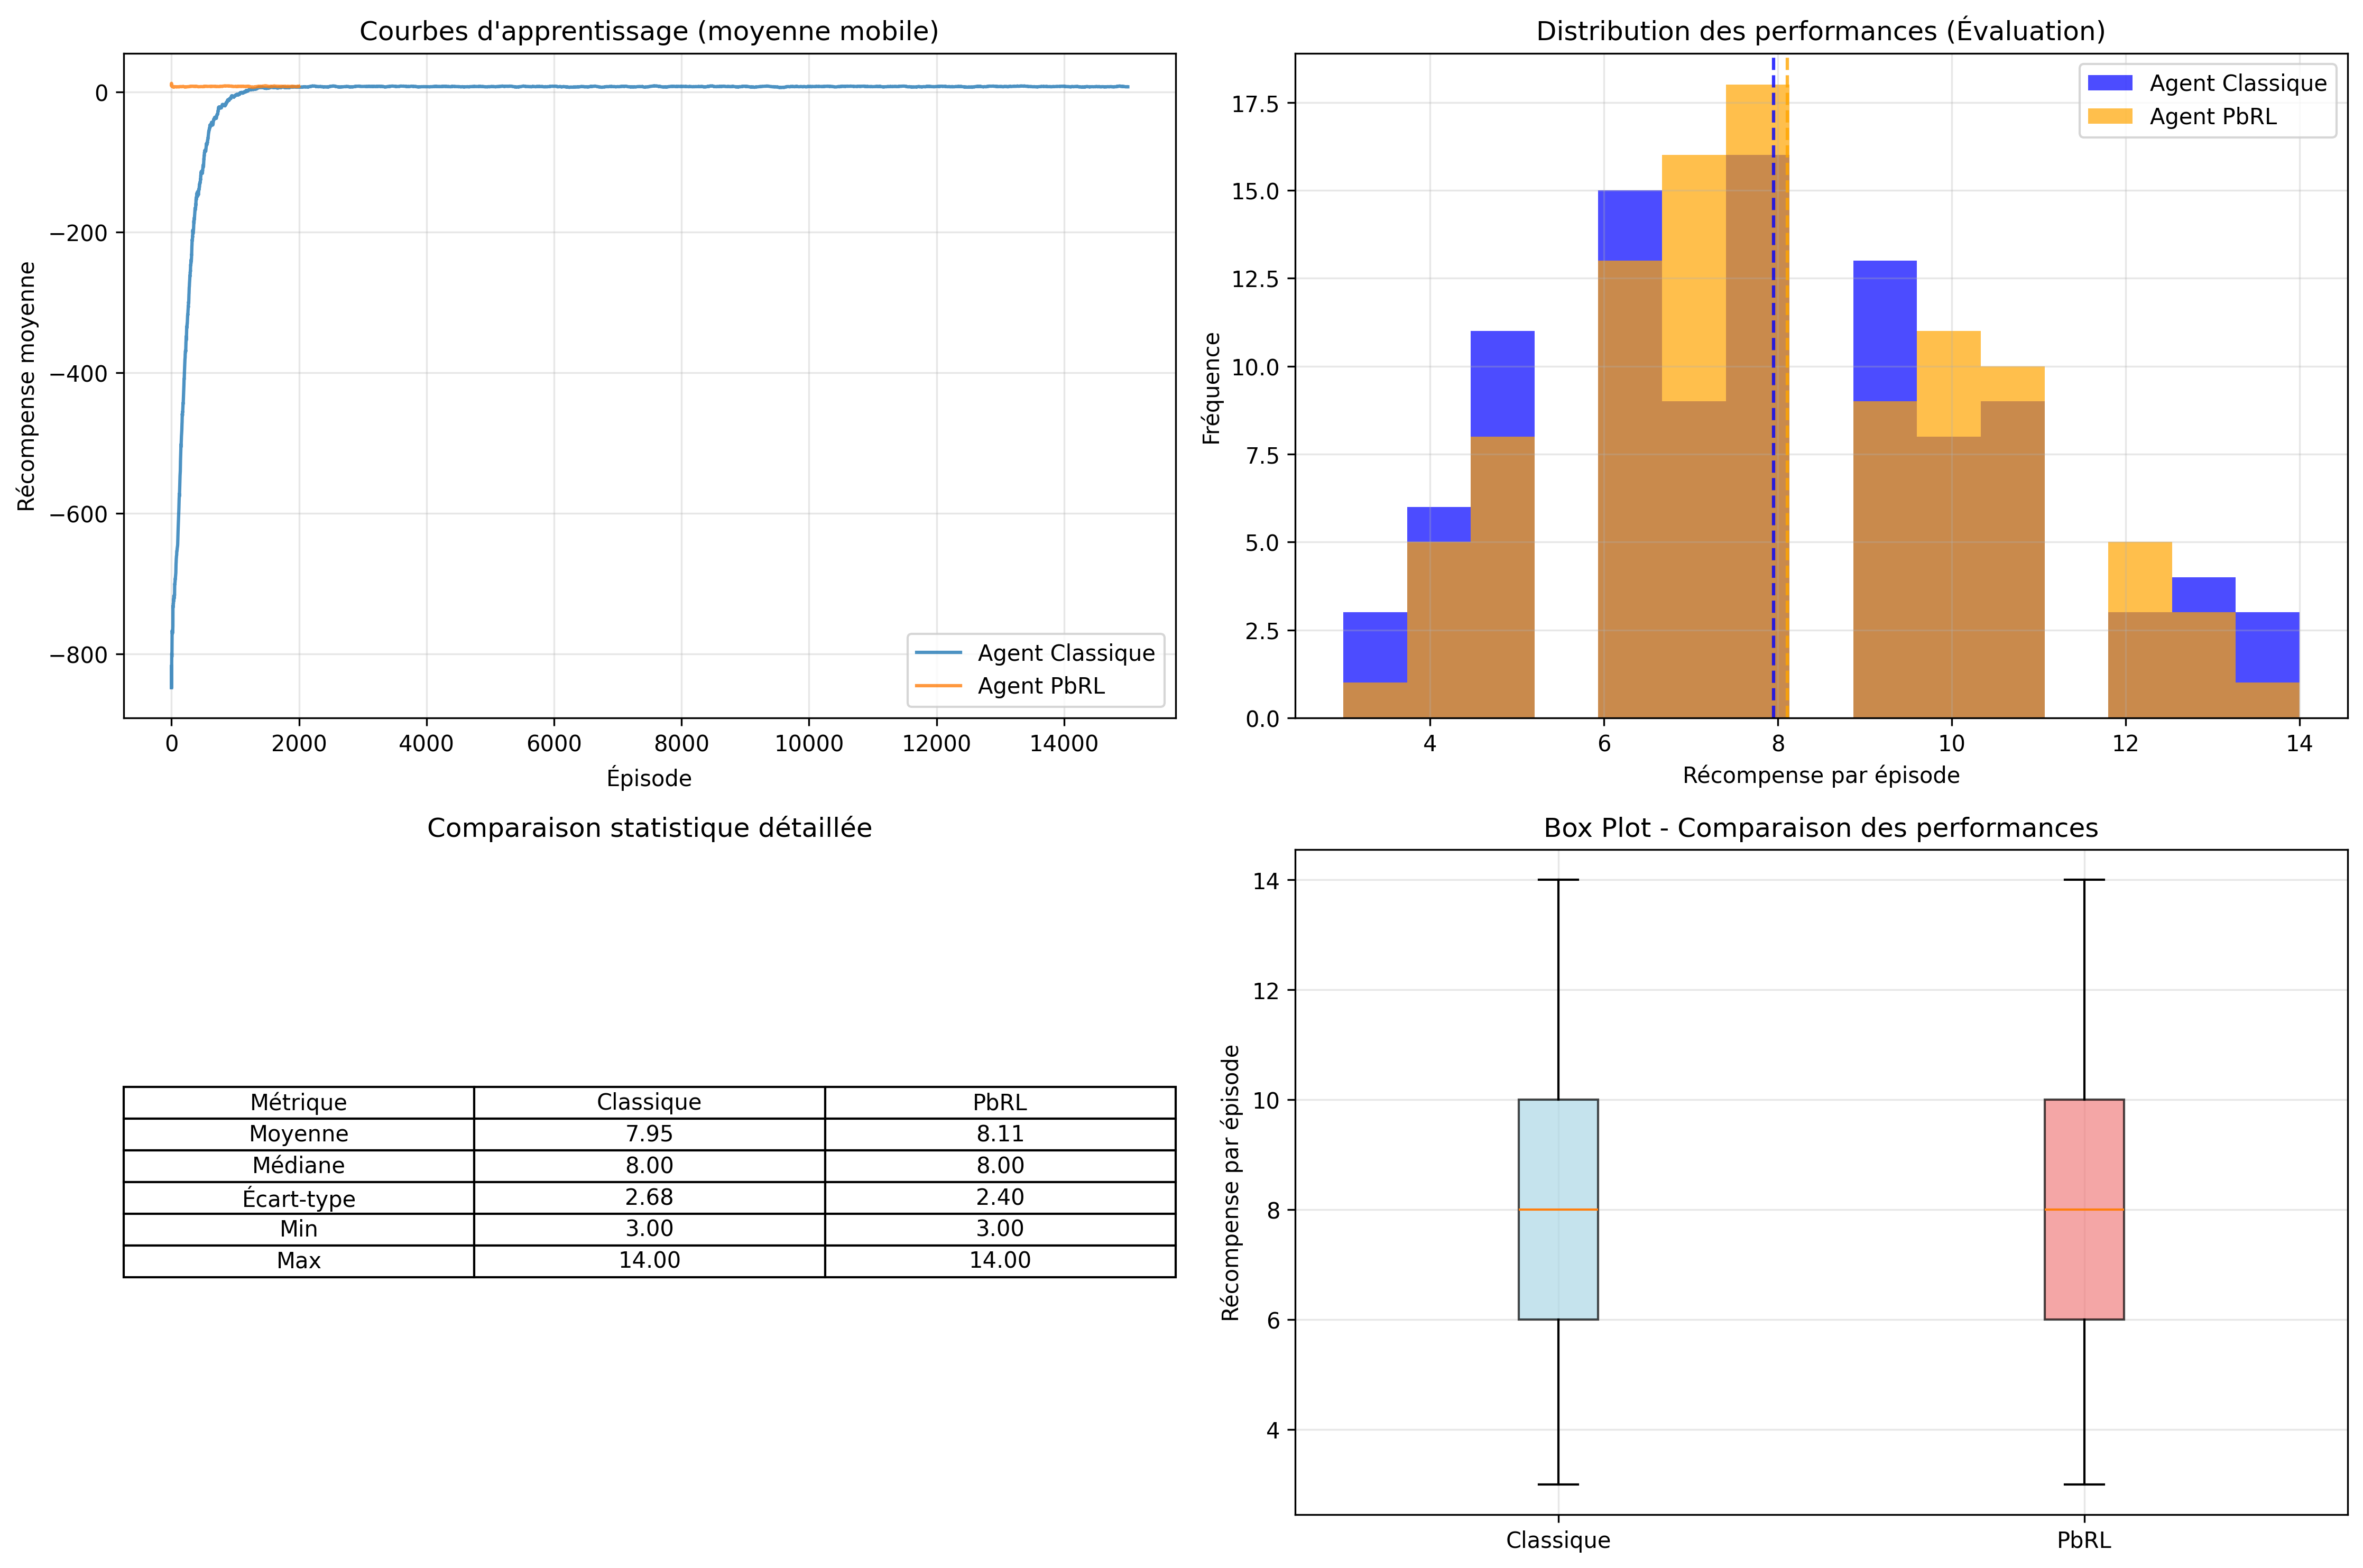 Courbes d'apprentissage (moyenne mobile)
Récompense moyenne
0
−200
−400
−600
−800
0 2000 4000 6000 8000 10000 12000 14000
Épisode
Agent Classique
Agent PbRL
Distribution des performances (Évaluation)
Fréquence
17.5
15.0
12.5
10.0
7.5
5.0
2.5
0.0
4 6 8 10 12 14
Récompense par épisode
Agent Classique
Agent PbRL
Comparaison statistique détaillée
Métrique Classique PbRL
Moyenne 7.95 8.11
Médiane 8.00 8.00
Écart-type 2.68 2.40
Min 3.00 3.00
Max 14.00 14.00
Box Plot - Comparaison des performances
Récompense par épisode
14
12
10
8
6
4
Classique PbRL